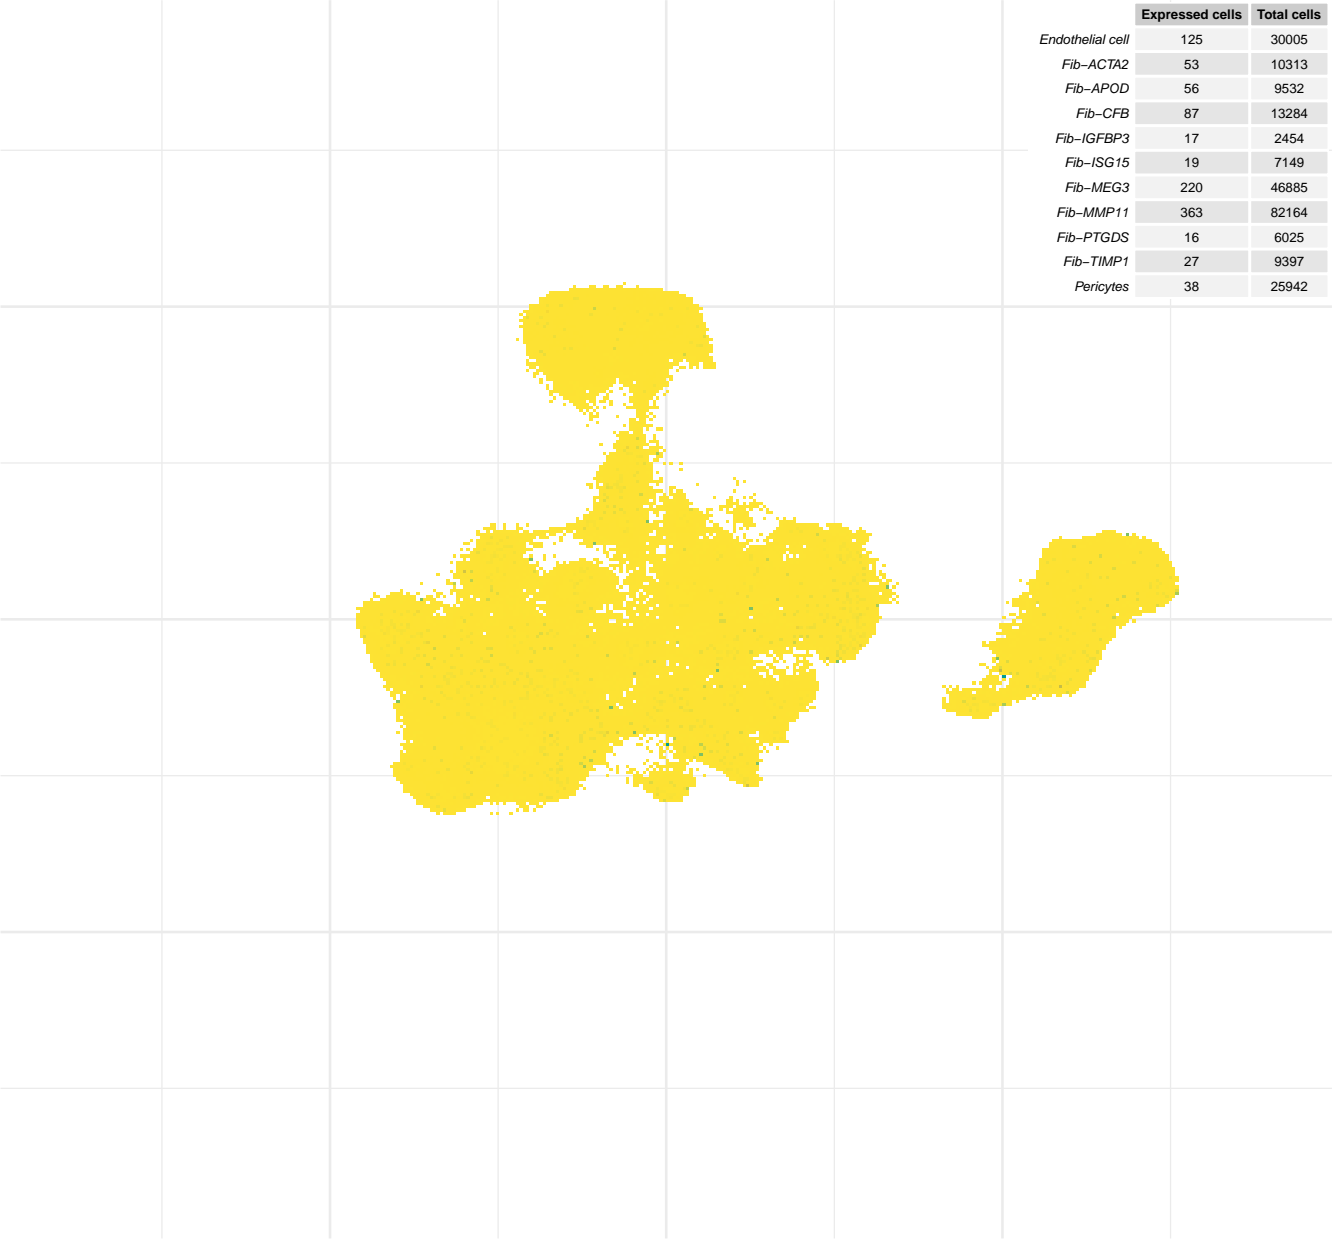 Expressed cells Total cells
Endothelial cell 125 30005
Fib−ACTA2 53 10313
Fib−APOD 56 9532
Fib−CFB 87 13284
Fib−IGFBP3 17 2454
Fib−ISG15 19 7149
Fib−MEG3 220 46885
Fib−MMP11 363 82164
Fib−PTGDS 16 6025
Fib−TIMP1 27 9397
Pericytes 38 25942